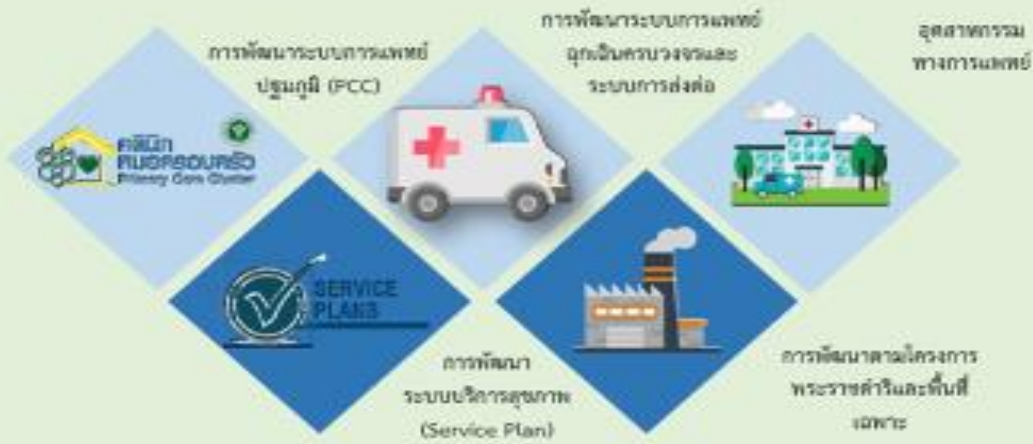 การพัฒนาระบบการแพทย์
ปฐมภูมิ (PCC)
การพัฒนาระบบการแพทย์
ฉุกเฉินครบวงจรและ
ระบบการส่งต่อ
อุตสาหกรรม
ทางการแพทย์
คลินิก
หมอครอบครัว
Primary Care Cluster
SERVICE
PLANS
การพัฒนา
ระบบบริการสุขภาพ
(Service Plan)
การพัฒนาตามโครงการ
พระราชดำริและพื้นที่
เฉพาะ